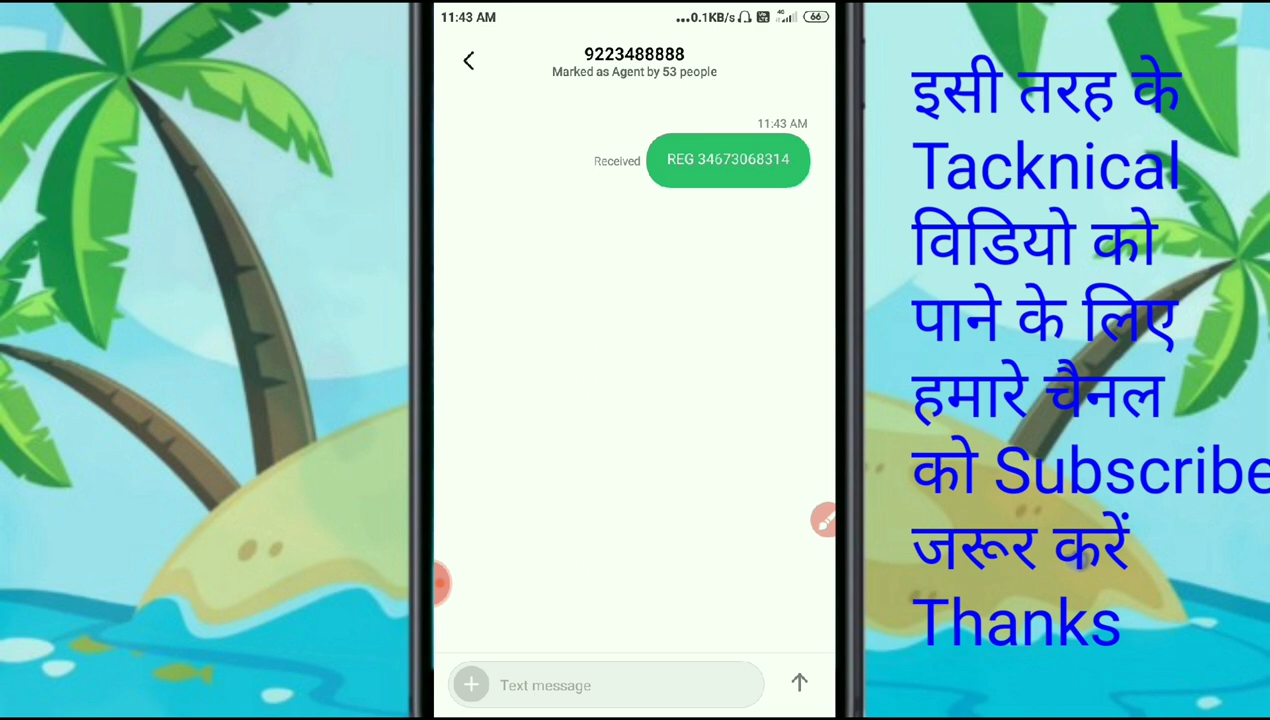 11:43 AM
...0.1KB/s 4G 66
9223488888
Marked as Agent by 53 people
11:43 AM
Received
REG 34673068314
Text message
इसी तरह के
Tacknical
विडियो को
पाने के लिए
हमारे चैनल
को Subscribe
जरूर करें
Thanks